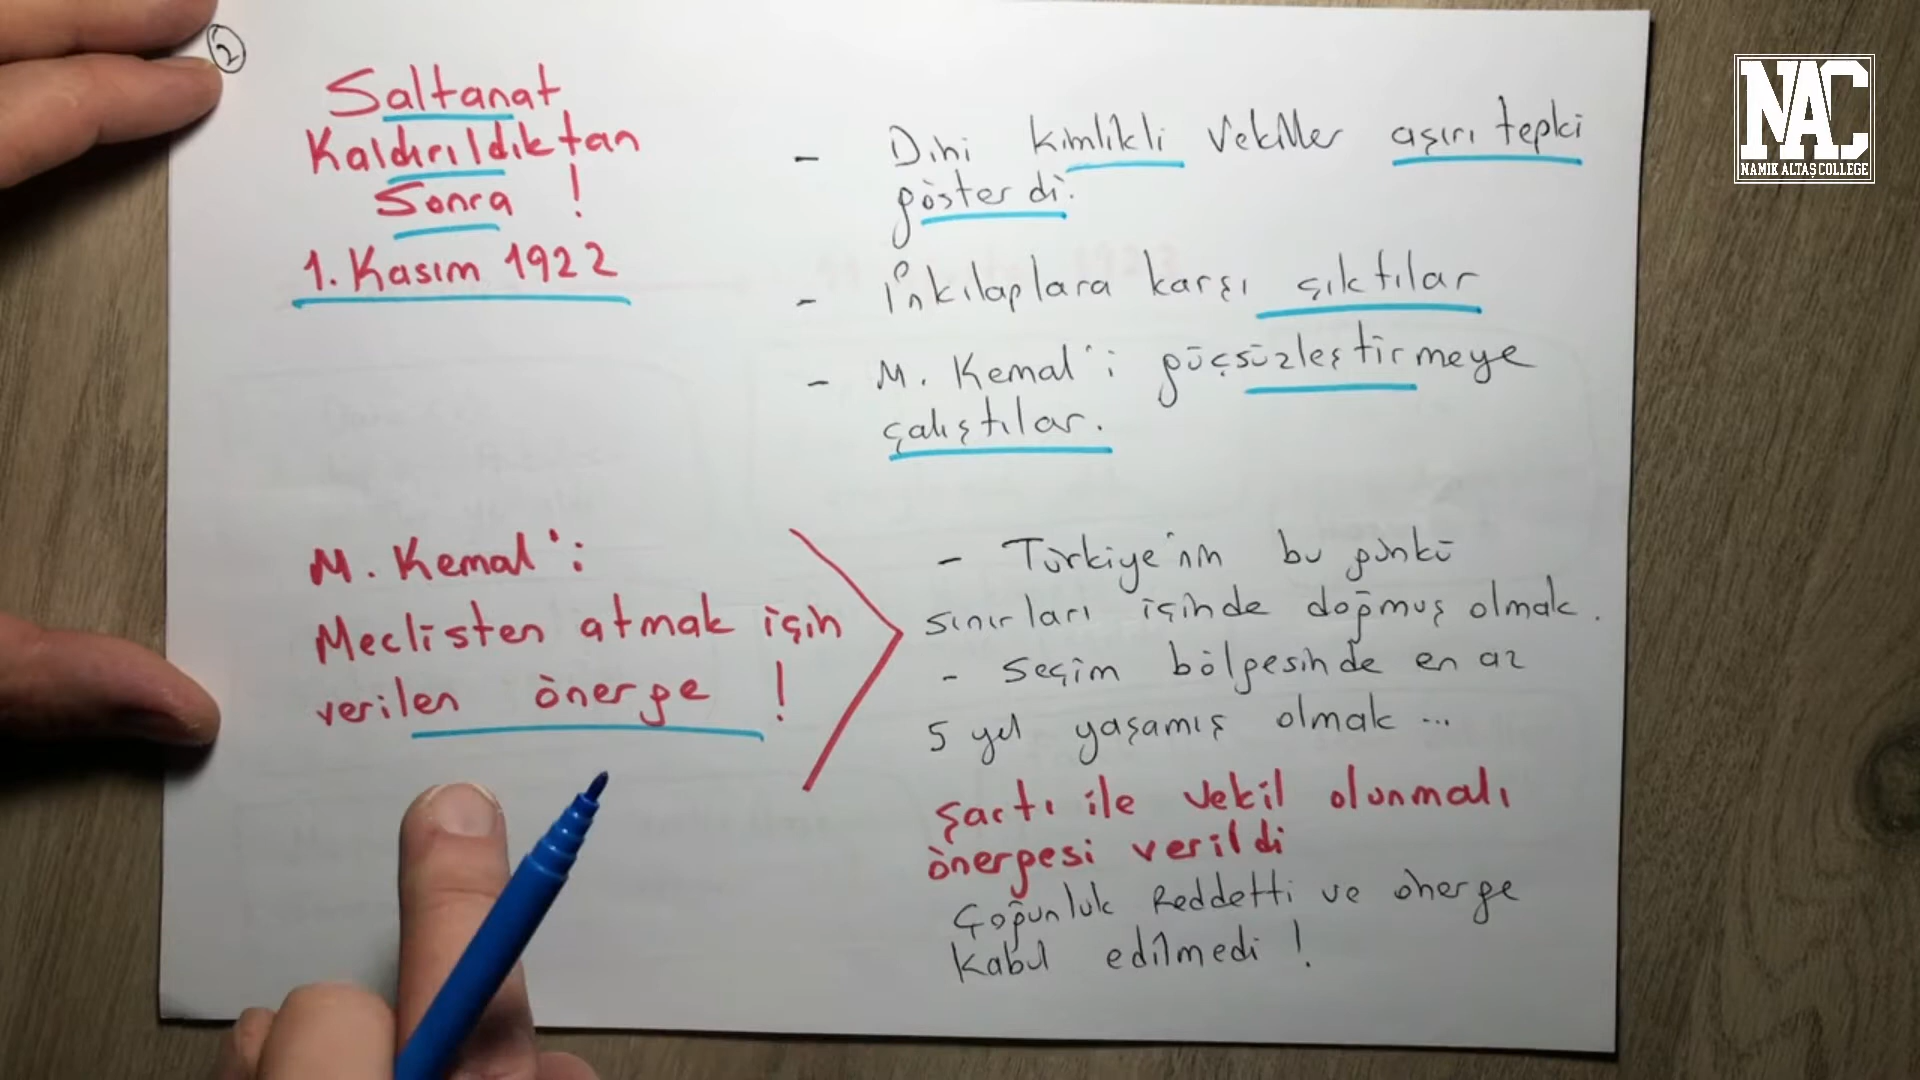 2
Saltanat
Kaldırıldıktan
Sonra !
1. Kasım 1922
- Dini kimlikli vekiller aşırı tepki
gösterdi.
- İnkılaplara karşı çıktılar
- M. Kemal'i güçsüzleştirmeye
çalıştılar.
M. Kemal'i
Meclisten atmak için
verilen önerge !
- Türkiye'nin bu günkü
sınırları içinde doğmuş olmak.
- Seçim bölgesinde en az
5 yıl yaşamış olmak ...
şartı ile vekil olunmalı
önergesi verildi
Çoğunluk Reddetti ve önerge
Kabul edilmedi !
NAC
NAMIK ALTAŞ COLLEGE